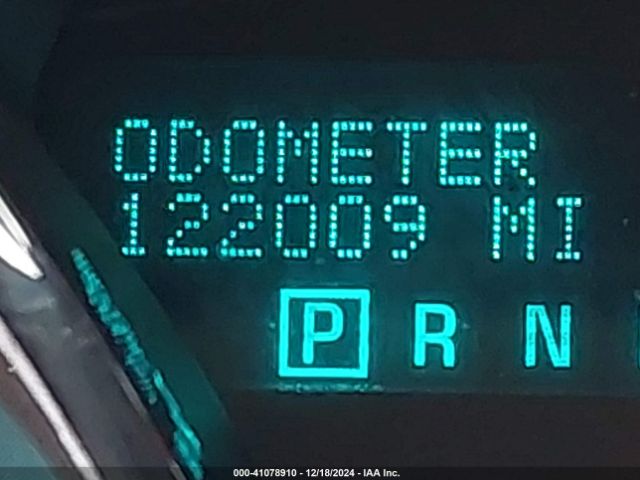 ODOMETER
122009 MI
P R N
000-41078910 - 12/18/2024 - IAA Inc.